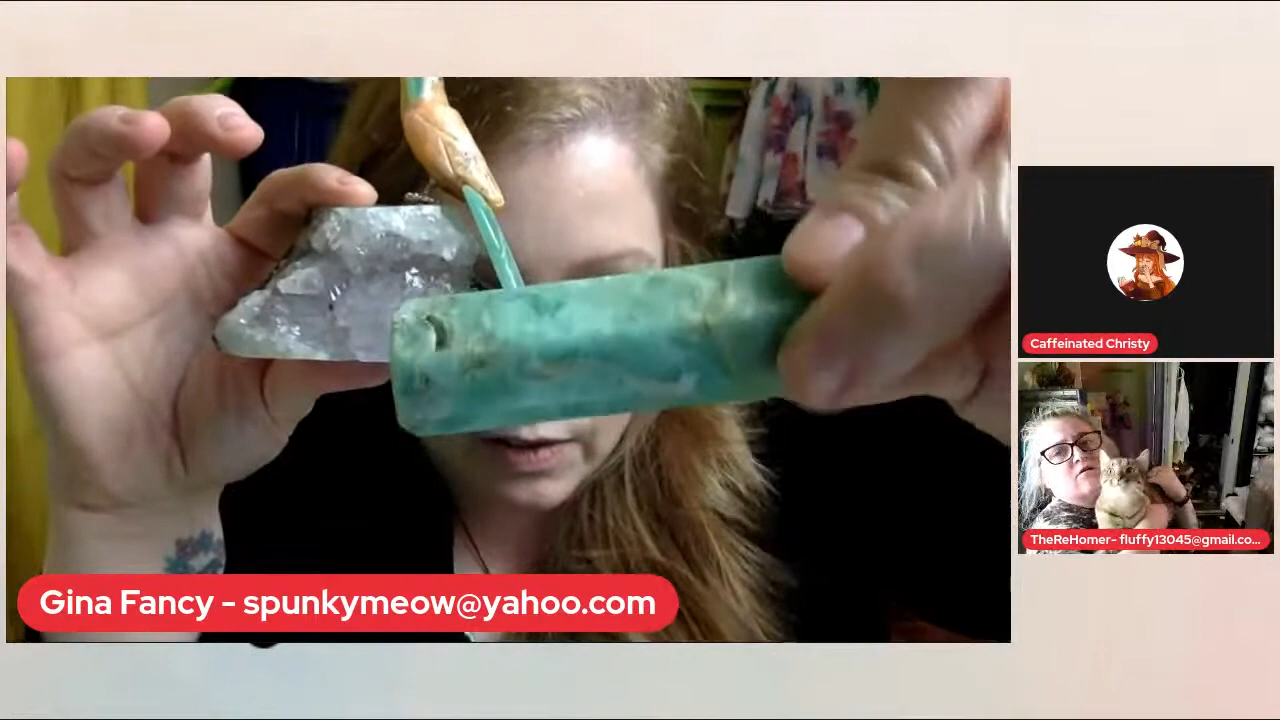 Gina Fancy - spunkymeow@yahoo.com
Caffeinated Christy
TheReHomer- fluffy13045@gmail.co...